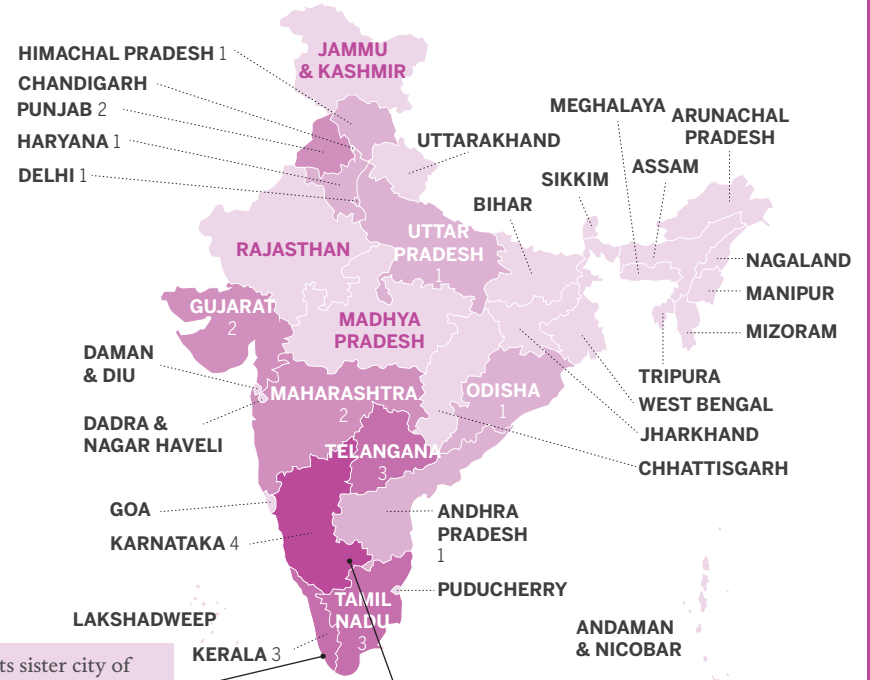 JAMMU
& KASHMIR
HIMACHAL PRADESH 1
CHANDIGARH
PUNJAB 2
HARYANA 1
DELHI 1
UTTARAKHAND
MEGHALAYA
ARUNACHAL
PRADESH
ASSAM
SIKKIM
BIHAR
UTTAR
PRADESH
1
RAJASTHAN
NAGALAND
MANIPUR
MIZORAM
GUJARAT
2
MADHYA
PRADESH
DAMAN
& DIU
TRIPURA
WEST BENGAL
JHARKHAND
CHHATTISGARH
MAHARASHTRA
2
ODISHA
1
DADRA &
NAGAR HAVELI
TELANGANA
3
GOA
KARNATAKA 4
ANDHRA
PRADESH
1
PUDUCHERRY
TAMIL
NADU
3
LAKSHADWEEP
KERALA 3
ANDAMAN
& NICOBAR
ts sister city of